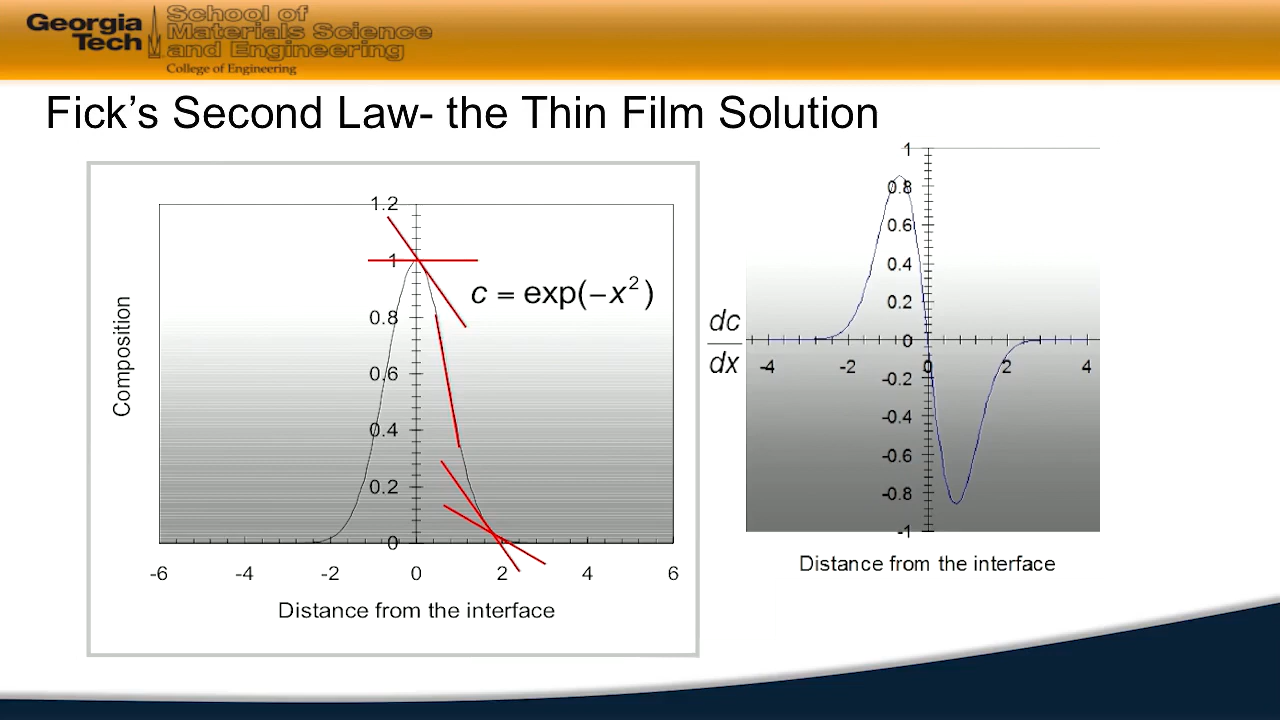 Georgia Tech
School of
Materials Science
and Engineering
College of Engineering
Fick’s Second Law- the Thin Film Solution
1.2
1
0.8
0.6
0.4
0.2
0
-6 -4 -2 0 2 4 6
Composition
Distance from the interface
c = exp(−x²)
dc
dx
1
0.8
0.6
0.4
0.2
0
-4 -2 0 2 4
-0.2
-0.4
-0.6
-0.8
-1
Distance from the interface